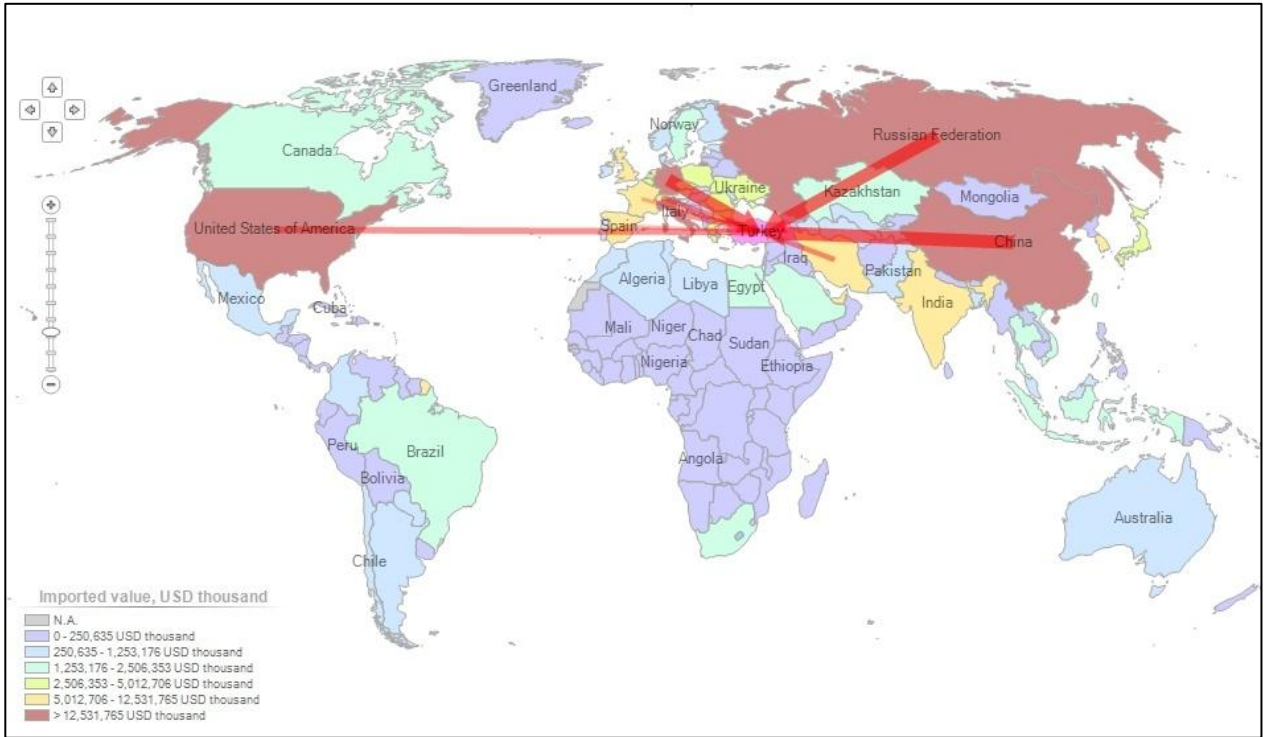 Greenland
Norway
Russian Federation
Canada
Ukraine
Kazakhstan
Mongolia
Italy
Spain
United States of America
Turkey
China
Iraq
Pakistan
Algeria
Libya
Egypt
Mexico
Cuba
India
Mali
Niger
Chad
Sudan
Nigeria
Ethiopia
Peru
Brazil
Angola
Bolivia
Australia
Chile
Imported value, USD thousand
N.A.
0 - 250,635 USD thousand
250,635 - 1,253,176 USD thousand
1,253,176 - 2,506,353 USD thousand
2,506,353 - 5,012,706 USD thousand
5,012,706 - 12,531,765 USD thousand
> 12,531,765 USD thousand